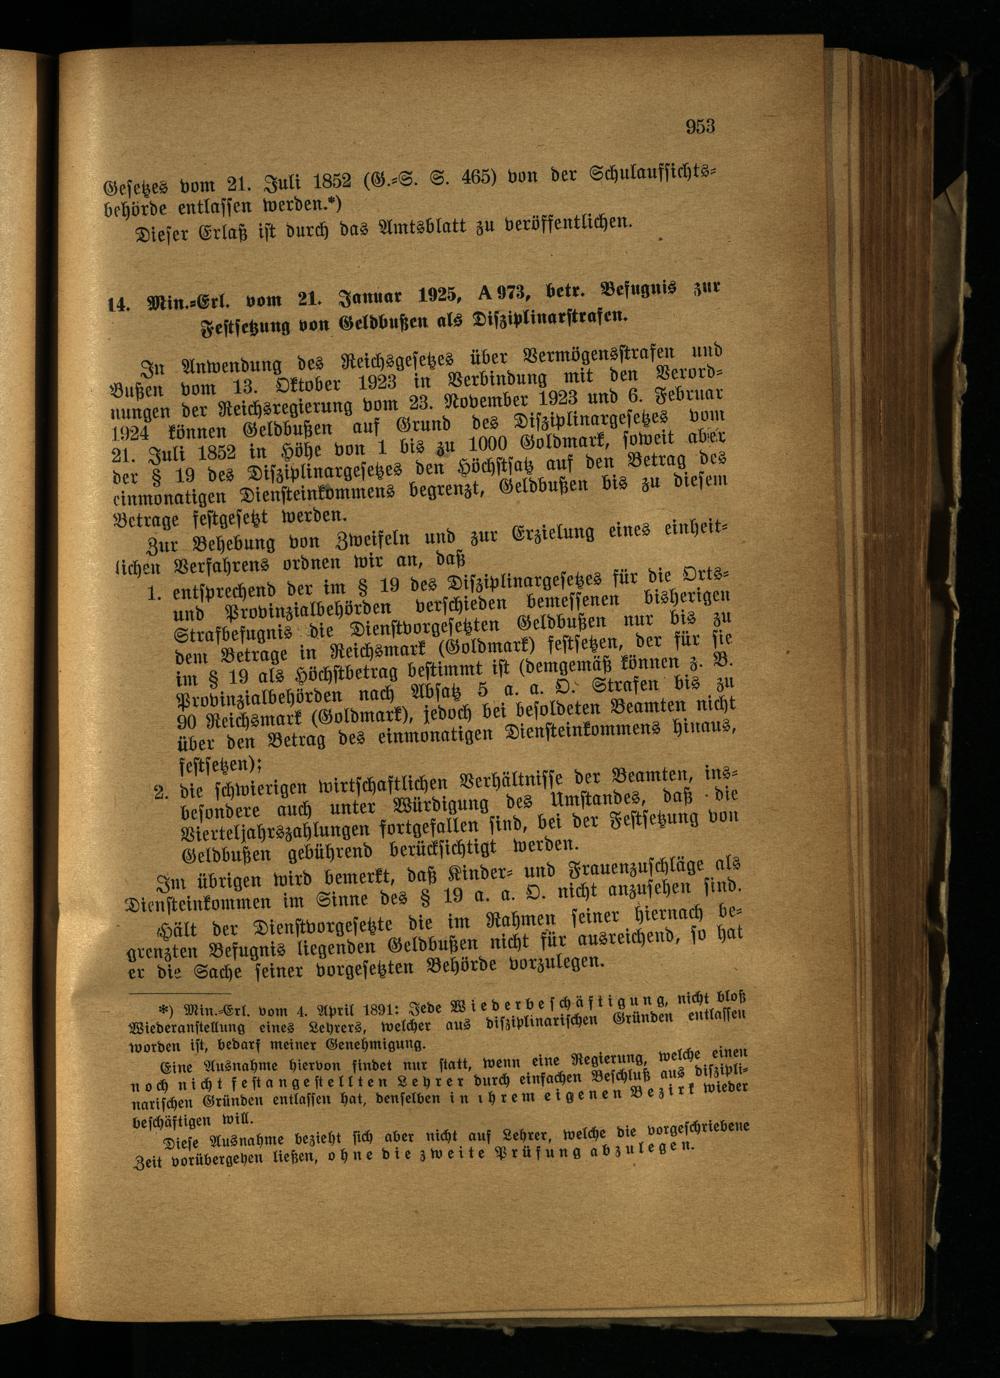 953
Gesetzes vom 21. Juli 1852 (G.=S. S. 465) von der Schulaufsichts=
behörde entlassen werden.*)
Dieser Erlaß ist durch das Amtsblatt zu veröffentlichen.
14. Min.=Erl. vom 21. Januar 1925, A 973, betr. Befugnis zur
Festsetzung von Geldbußen als Disziplinarstrafen.
In Anwendung des Reichsgesetzes über Vermögensstrafen und
Bußen vom 13. Oktober 1923 in Verbindung mit den Verord=
nungen der Reichsregierung vom 23. November 1923 und 6. Februar
1924 können Geldbußen auf Grund des Disziplinargesetzes vom
21. Juli 1852 in Höhe von 1 bis zu 1000 Goldmark, soweit aber
der § 19 des Disziplinargesetzes den Höchstsatz auf den Betrag des
einmonatigen Diensteinkommens begrenzt, Geldbußen bis zu diesem
Betrage festgesetzt werden.
Zur Behebung von Zweifeln und zur Erzielung eines einheit=
lichen Verfahrens ordnen wir an, daß
1. entsprechend der im § 19 des Disziplinargesetzes für die Orts=
und Provinzialbehörden verschieden bemessenen bisherigen
Strafbefugnis die Dienstvorgesetzten Geldbußen nur bis zu
dem Betrage in Reichsmark (Goldmark) festsetzen, der für sie
im § 19 als Höchstbetrag bestimmt ist (demgemäß können z. B.
Provinzialbehörden nach Absatz 5 a. a. O. Strafen bis zu
90 Reichsmark (Goldmark), jedoch bei besoldeten Beamten nicht
über den Betrag des einmonatigen Diensteinkommens hinaus,
festsetzen);
2. die schwierigen wirtschaftlichen Verhältnisse der Beamten, ins=
besondere auch unter Würdigung des Umstandes, daß die
Vierteljahrszahlungen fortgefallen sind, bei der Festsetzung von
Geldbußen gebührend berücksichtigt werden.
Im übrigen wird bemerkt, daß Kinder= und Frauenzuschläge als
Diensteinkommen im Sinne des § 19 a. a. O. nicht anzusehen sind.
Hält der Dienstvorgesetzte die im Rahmen seiner hiernach be=
grenzten Befugnis liegenden Geldbußen nicht für ausreichend, so hat
er die Sache seiner vorgesetzten Behörde vorzulegen.
*) Min.=Erl. vom 4. April 1891: Jede Wiederbeschäftigung, nicht bloß
Wiederanstellung eines Lehrers, welcher aus disziplinarischen Gründen entlassen
worden ist, bedarf meiner Genehmigung.
Eine Ausnahme hiervon findet nur statt, wenn eine Regierung, welche einen
noch nicht festangestellten Lehrer durch einfachen Beschluß aus diszipli=
narischen Gründen entlassen hat, denselben in ihrem eigenen Bezirk wieder
beschäftigen will.
Diese Ausnahme bezieht sich aber nicht auf Lehrer, welche die vorgeschriebene
Zeit vorübergehen ließen, ohne die zweite Prüfung abzulegen.